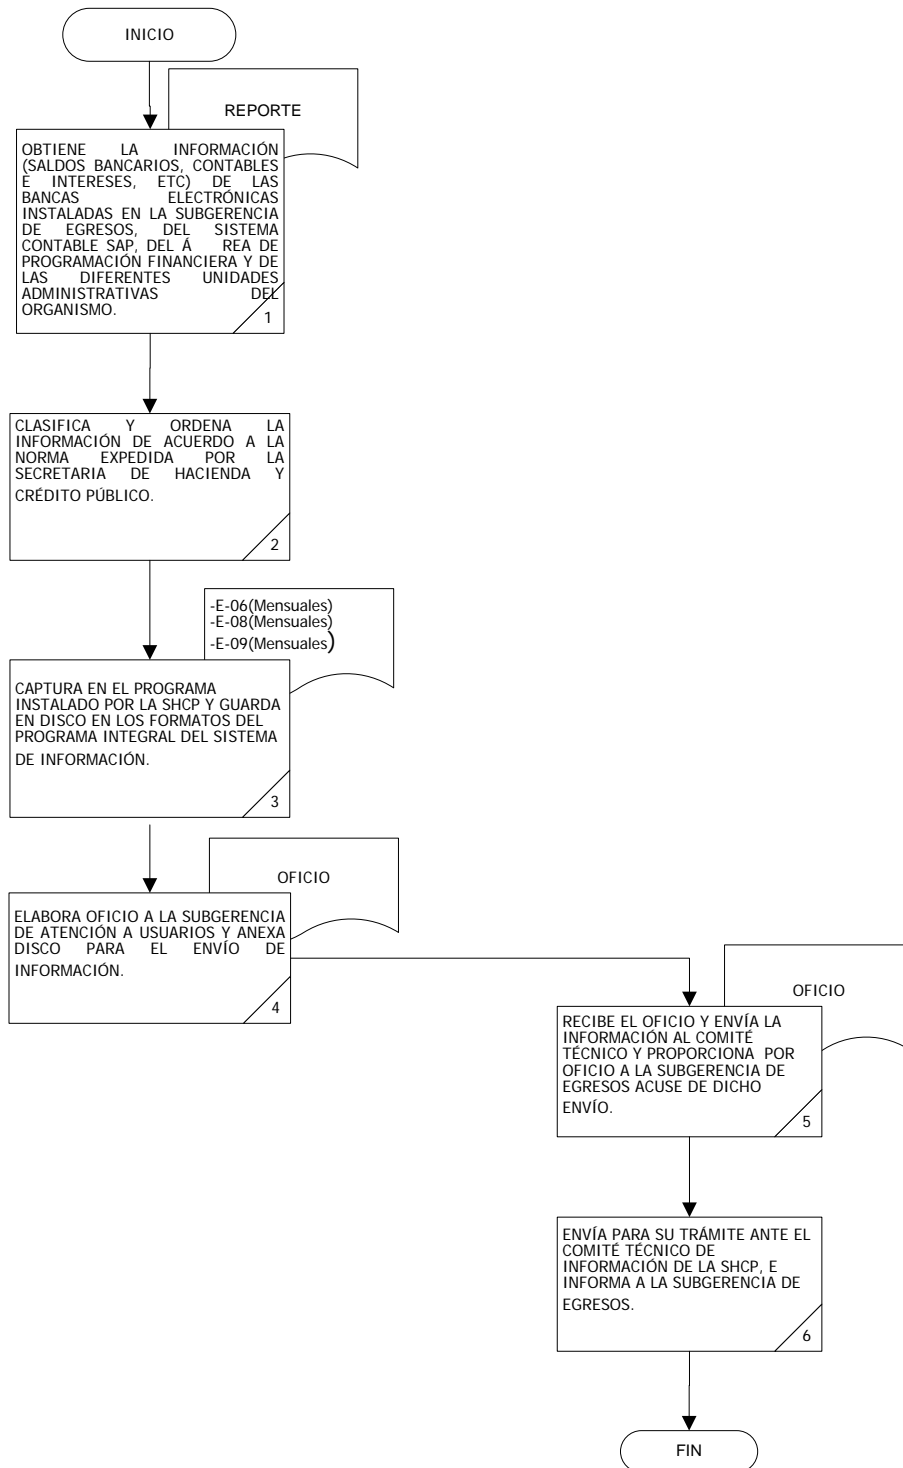 INICIO
REPORTE
OBTIENE LA INFORMACIÓN
(SALDOS BANCARIOS, CONTABLES
E INTERESES, ETC) DE LAS
BANCAS ELECTRÓNICAS
INSTALADAS EN LA SUBGERENCIA
DE EGRESOS, DEL SISTEMA
CONTABLE SAP, DEL Á REA DE
PROGRAMACIÓN FINANCIERA Y DE
LAS DIFERENTES UNIDADES
ADMINISTRATIVAS DEL
ORGANISMO.
1
CLASIFICA Y ORDENA LA
INFORMACIÓN DE ACUERDO A LA
NORMA EXPEDIDA POR LA
SECRETARIA DE HACIENDA Y
CRÉDITO PÚBLICO.
2
-E-06(Mensuales)
-E-08(Mensuales)
-E-09(Mensuales)
CAPTURA EN EL PROGRAMA
INSTALADO POR LA SHCP Y GUARDA
EN DISCO EN LOS FORMATOS DEL
PROGRAMA INTEGRAL DEL SISTEMA
DE INFORMACIÓN.
3
OFICIO
ELABORA OFICIO A LA SUBGERENCIA
DE ATENCIÓN A USUARIOS Y ANEXA
DISCO PARA EL ENVÍO DE
INFORMACIÓN.
4
OFICIO
RECIBE EL OFICIO Y ENVÍA LA
INFORMACIÓN AL COMITÉ
TÉCNICO Y PROPORCIONA POR
OFICIO A LA SUBGERENCIA DE
EGRESOS ACUSE DE DICHO
ENVÍO.
5
ENVÍA PARA SU TRÁMITE ANTE EL
COMITÉ TÉCNICO DE
INFORMACIÓN DE LA SHCP, E
INFORMA A LA SUBGERENCIA DE
EGRESOS.
6
FIN